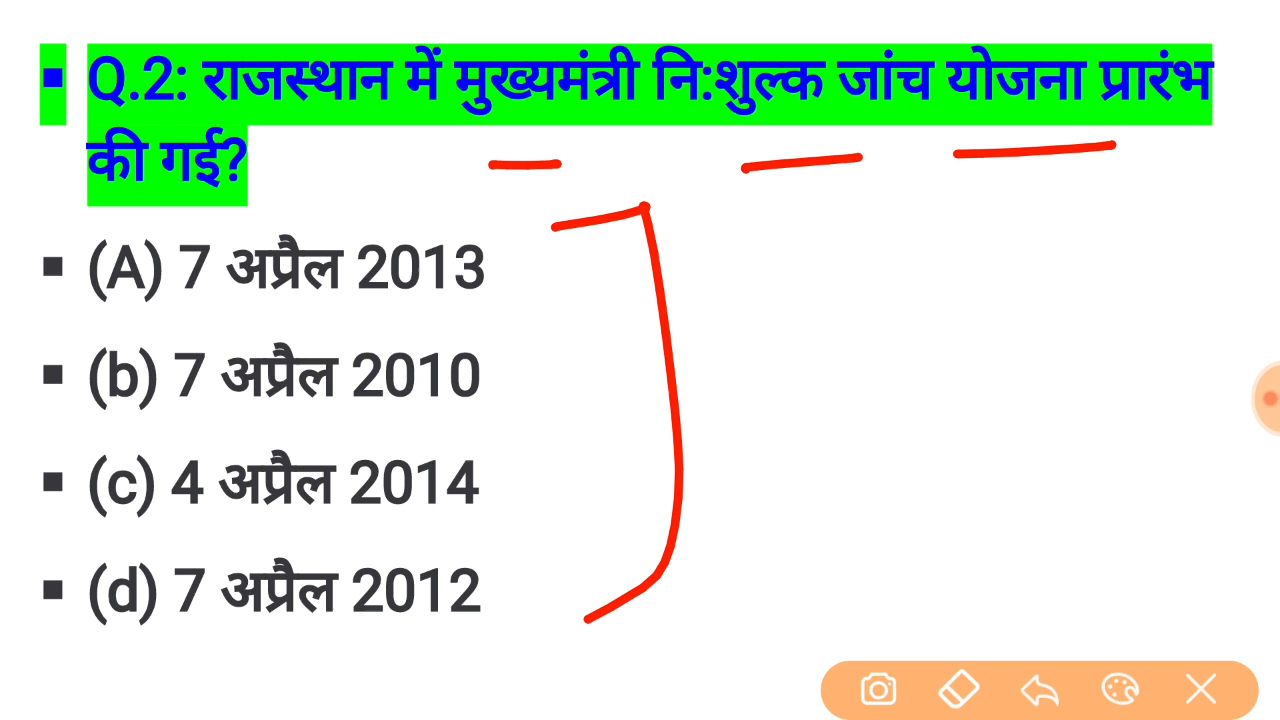 ▪ Q.2: राजस्थान में मुख्यमंत्री नि:शुल्क जांच योजना प्रारंभ
की गई?
▪ (A) 7 अप्रैल 2013
▪ (b) 7 अप्रैल 2010
▪ (c) 4 अप्रैल 2014
▪ (d) 7 अप्रैल 2012